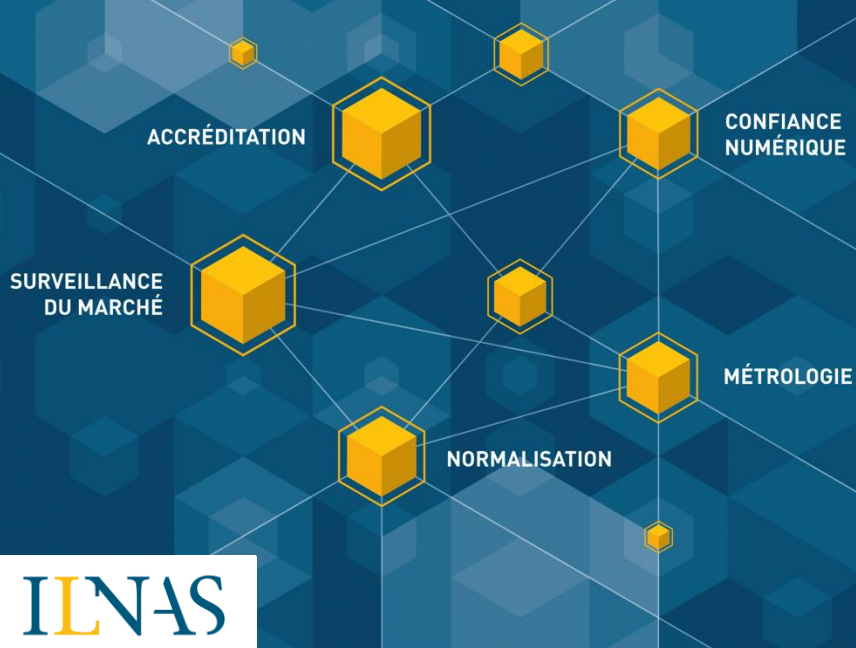 ACCRÉDITATION
CONFIANCE
NUMÉRIQUE
SURVEILLANCE
DU MARCHÉ
MÉTROLOGIE
NORMALISATION
ILNAS